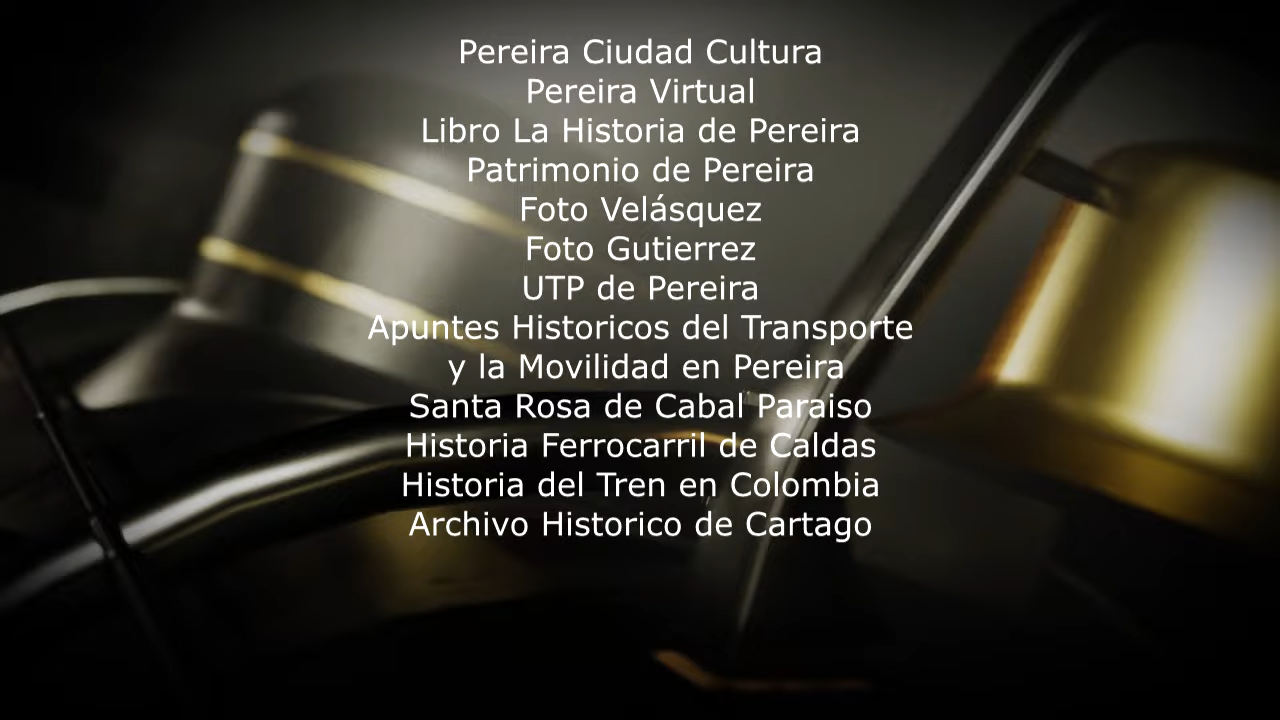 Pereira Ciudad Cultura
Pereira Virtual
Libro La Historia de Pereira
Patrimonio de Pereira
Foto Velásquez
Foto Gutierrez
UTP de Pereira
Apuntes Historicos del Transporte
y la Movilidad en Pereira
Santa Rosa de Cabal Paraiso
Historia Ferrocarril de Caldas
Historia del Tren en Colombia
Archivo Historico de Cartago